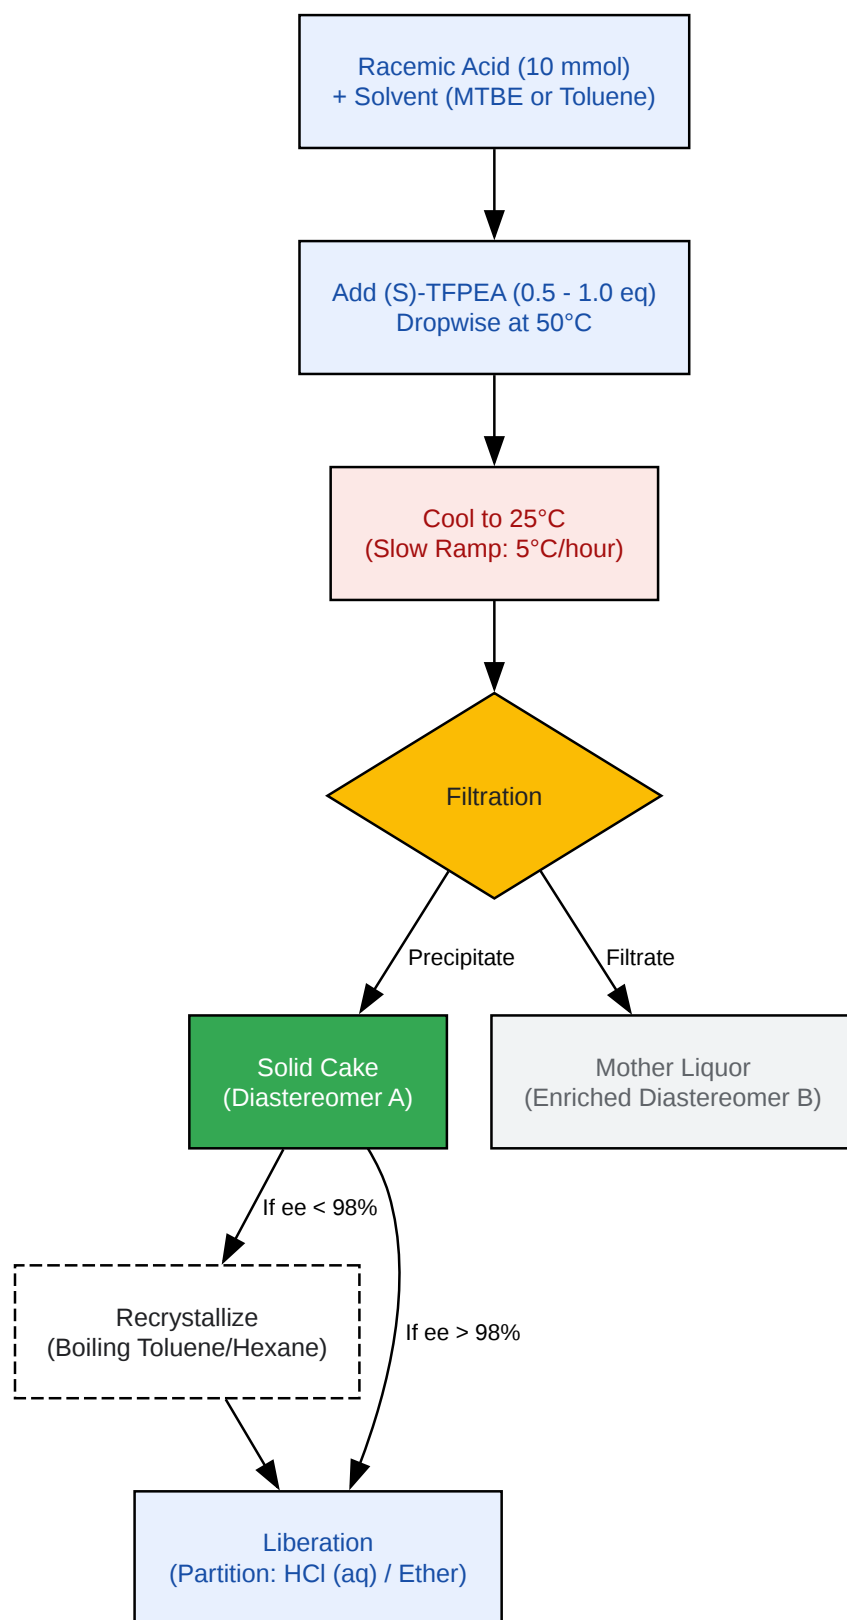 Racemic Acid (10 mmol)
+ Solvent (MTBE or Toluene)
Add (S)-TFPEA (0.5 - 1.0 eq)
Dropwise at 50°C
Cool to 25°C
(Slow Ramp: 5°C/hour)
Filtration
Precipitate
Filtrate
Solid Cake
(Diastereomer A)
Mother Liquor
(Enriched Diastereomer B)
If ee < 98%
Recrystallize
(Boiling Toluene/Hexane)
If ee > 98%
Liberation
(Partition: HCl (aq) / Ether)